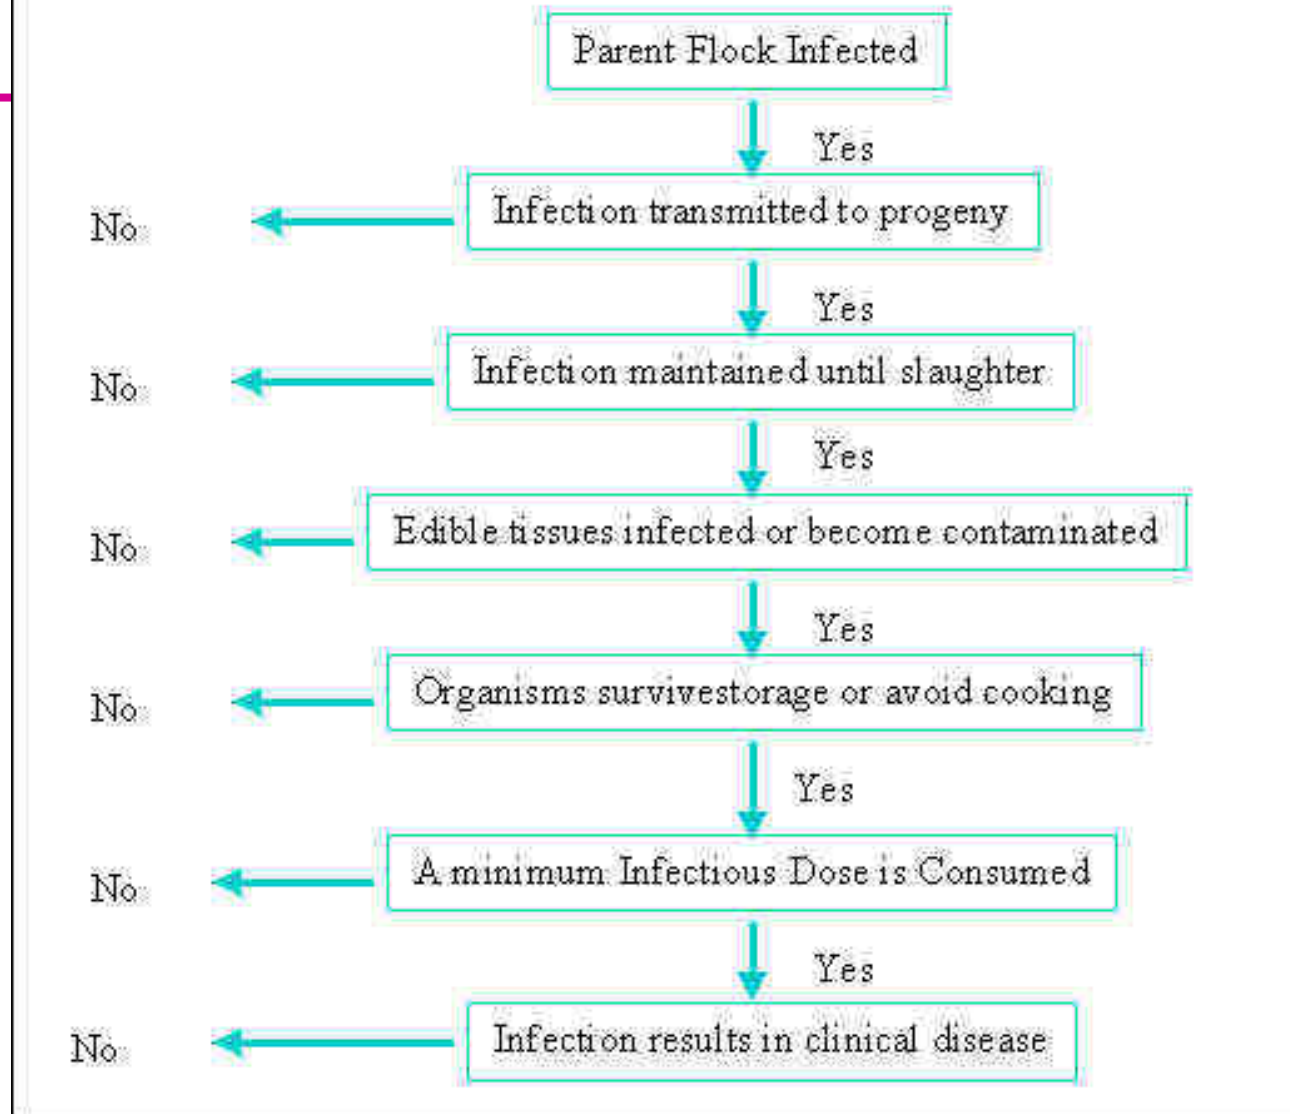 Parent Flock Infected
Yes
Infection transmitted to progeny
No
Yes
Infection maintained until slaughter
No
Yes
Edible tissues infected or become contaminated
No
Yes
Organisms survivestorage or avoid cooking
No
Yes
A minimum Infectious Dose is Consumed
No
Yes
Infection results in clinical disease
No